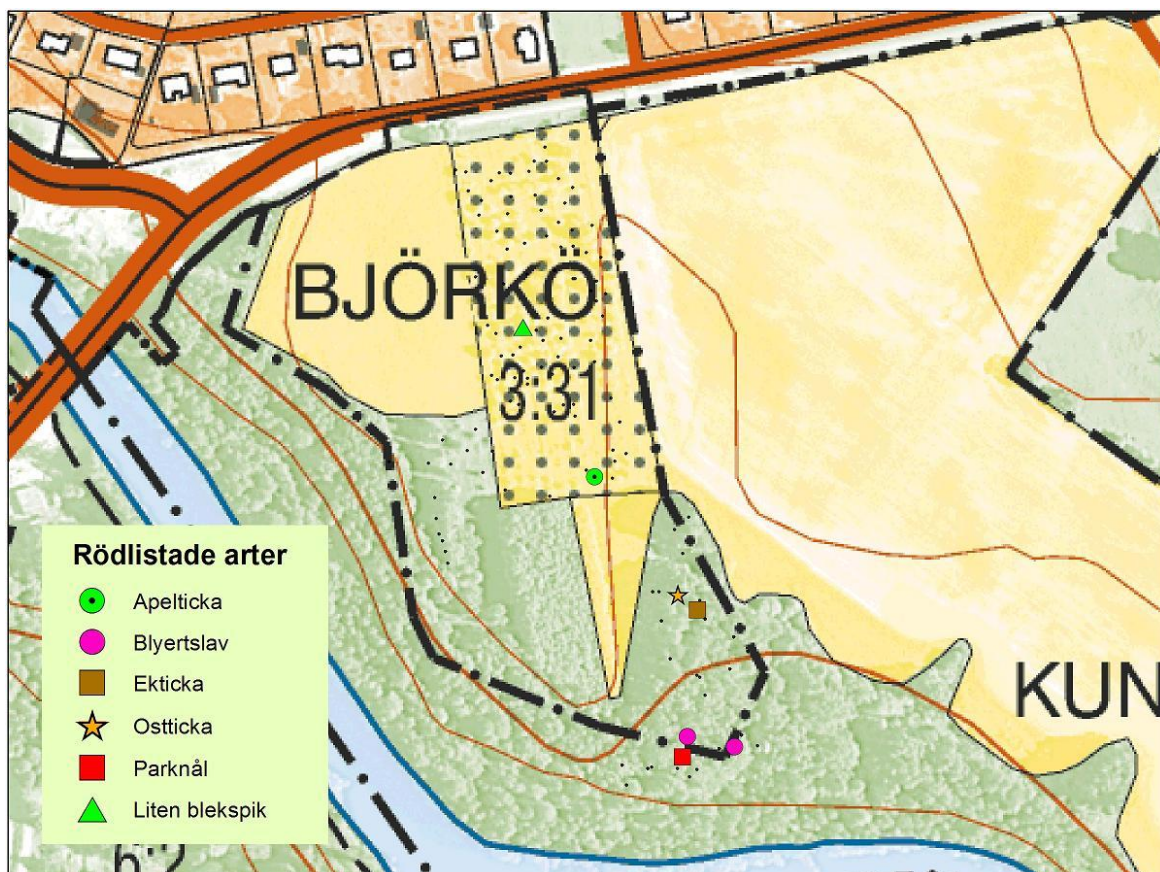 BJÖRKÖ
3:31
KUN
Rödlistade arter
Apelticka
Blyertslav
Ekticka
Ostticka
Parknål
Liten blekspik